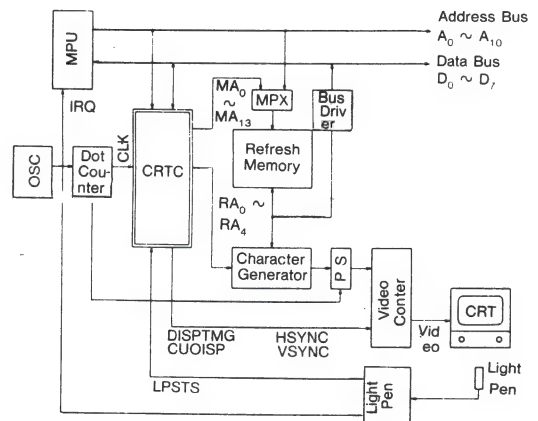 Address Bus
A0 ~ A10
Data Bus
D0 ~ D7
MPU
IRQ
OSC
Dot
Cou-
nter
CLK
CRTC
MA0
~
MA13
MPX
Bus
Driv
er
Refresh
Memory
RA0 ~
RA4
Character
Generator
P S
Video
Conter
CRT
Vid
eo
DISPTMG
CUOISP
HSYNC
VSYNC
LPSTS
Light
Pen
Light
Pen